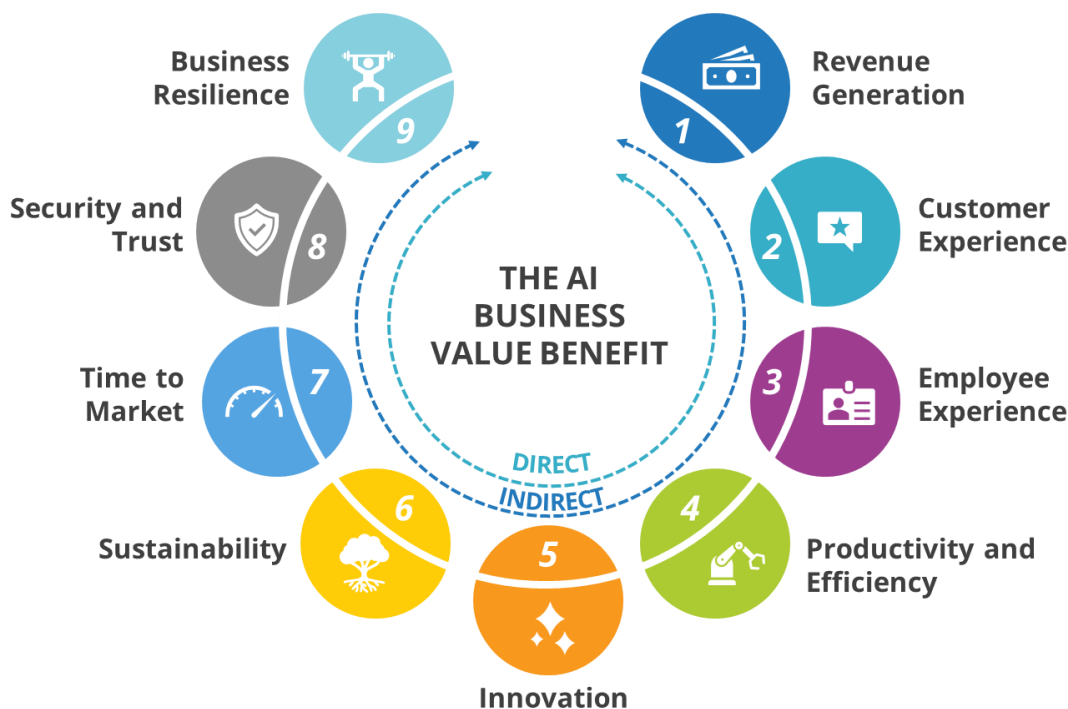 THE AI
BUSINESS
VALUE BENEFIT
DIRECT
INDIRECT
1
Revenue
Generation
2
Customer
Experience
3
Employee
Experience
4
Productivity and
Efficiency
5
Innovation
6
Sustainability
7
Time to
Market
8
Security and
Trust
9
Business
Resilience